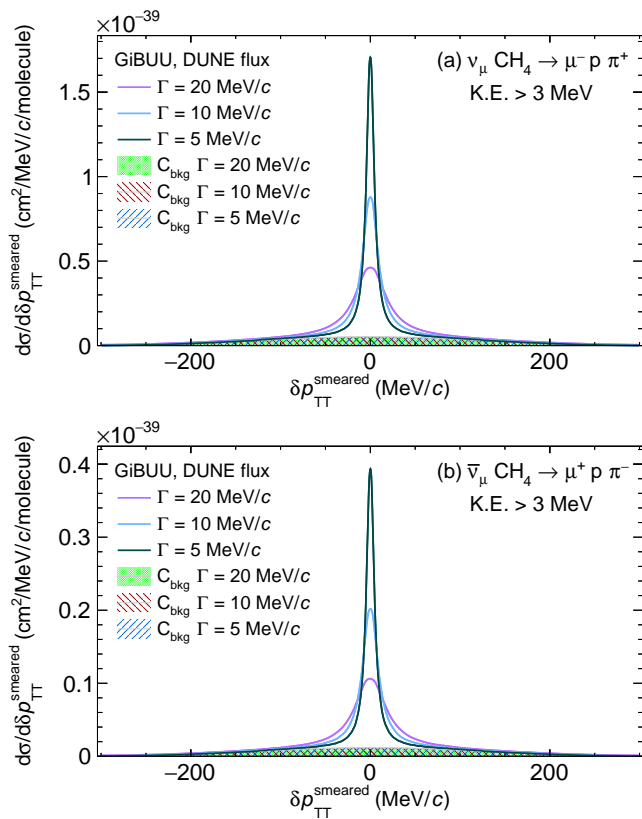 ×10⁻³⁹
GiBUU, DUNE flux
Γ = 20 MeV/c
Γ = 10 MeV/c
Γ = 5 MeV/c
C_bkg Γ = 20 MeV/c
C_bkg Γ = 10 MeV/c
C_bkg Γ = 5 MeV/c
(a) ν_μ CH₄ → μ⁻ p π⁺
K.E. > 3 MeV
1.5
1
0.5
0
dσ/dδp_TT^smeared (cm²/MeV/c/molecule)
−200 0 200
δp_TT^smeared (MeV/c)
×10⁻³⁹
GiBUU, DUNE flux
Γ = 20 MeV/c
Γ = 10 MeV/c
Γ = 5 MeV/c
C_bkg Γ = 20 MeV/c
C_bkg Γ = 10 MeV/c
C_bkg Γ = 5 MeV/c
(b) ν̅_μ CH₄ → μ⁺ p π⁻
K.E. > 3 MeV
0.4
0.3
0.2
0.1
0
dσ/dδp_TT^smeared (cm²/MeV/c/molecule)
−200 0 200
δp_TT^smeared (MeV/c)